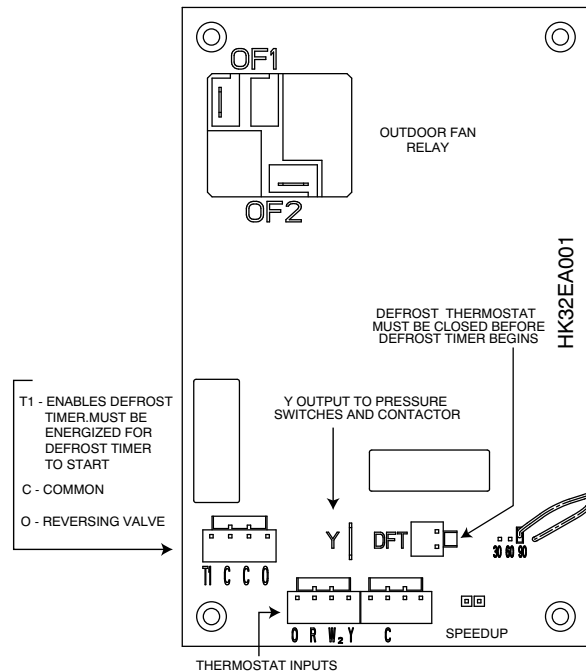 OF1
OUTDOOR FAN
RELAY
OF2
HK32EA001
DEFROST THERMOSTAT
MUST BE CLOSED BEFORE
DEFROST TIMER BEGINS
T1 - ENABLES DEFROST
TIMER.MUST BE
ENERGIZED FOR
DEFROST TIMER
TO START
C - COMMON
O - REVERSING VALVE
Y OUTPUT TO PRESSURE
SWITCHES AND CONTACTOR
Y
DFT
30 60 90
T1 C C O
O R W₂ Y C
SPEEDUP
THERMOSTAT INPUTS